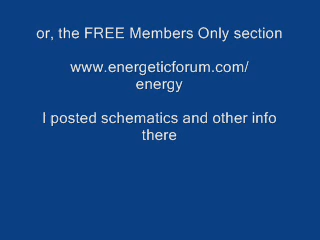 or, the FREE Members Only section
www.energeticforum.com/
energy
I posted schematics and other info
there